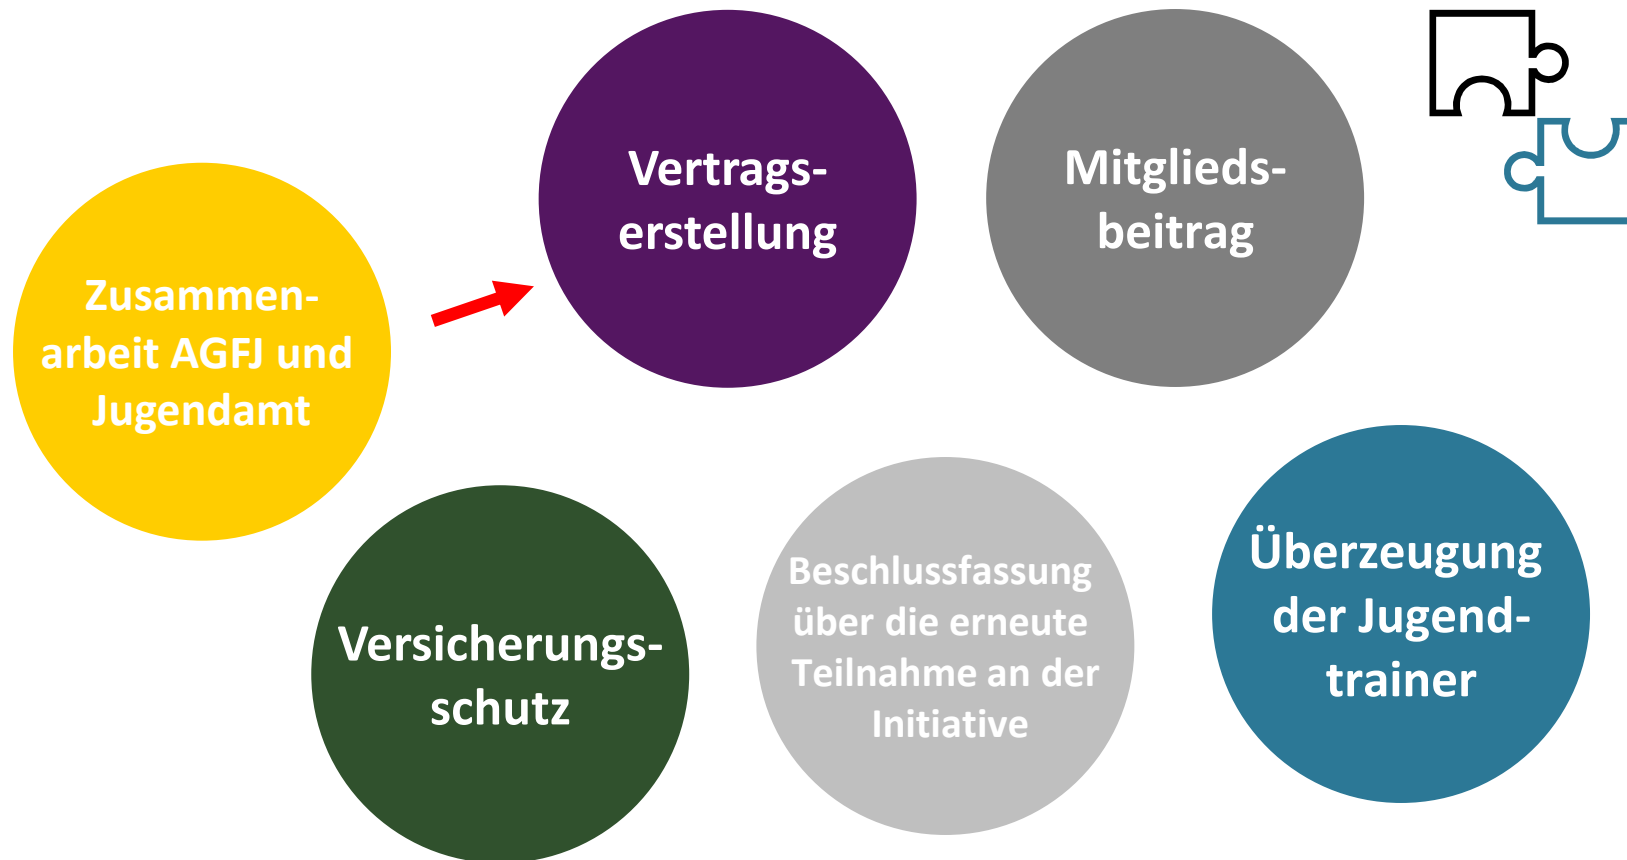 Zusammen-
arbeit AGFJ und
Jugendamt
Vertrags-
erstellung
Mitglieds-
beitrag
Versicherungs-
schutz
Beschlussfassung
über die erneute
Teilnahme an der
Initiative
Überzeugung
der Jugend-
trainer